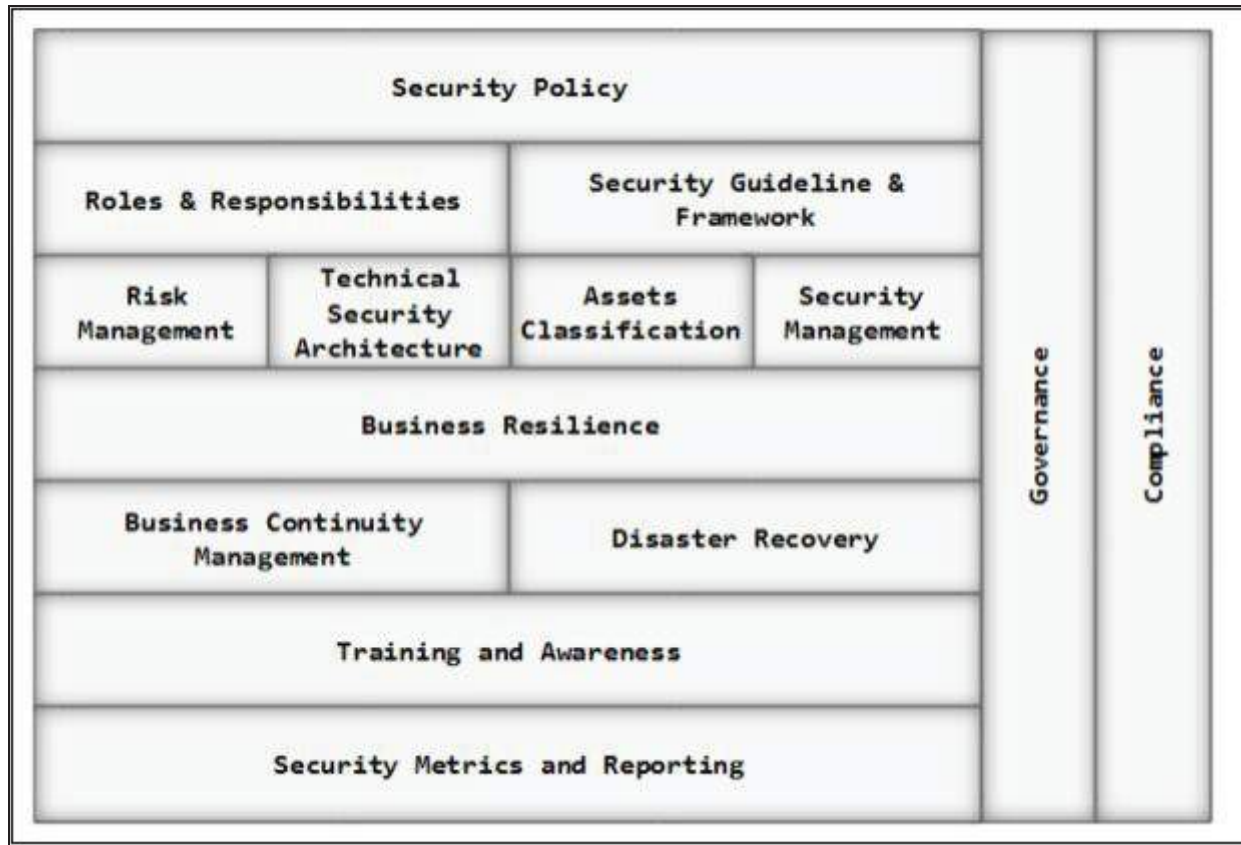 Security Policy
Roles & Responsibilities
Security Guideline &
Framework
Risk
Management
Technical
Security
Architecture
Assets
Classification
Security
Management
Business Resilience
Business Continuity
Management
Disaster Recovery
Training and Awareness
Security Metrics and Reporting
Governance
Compliance